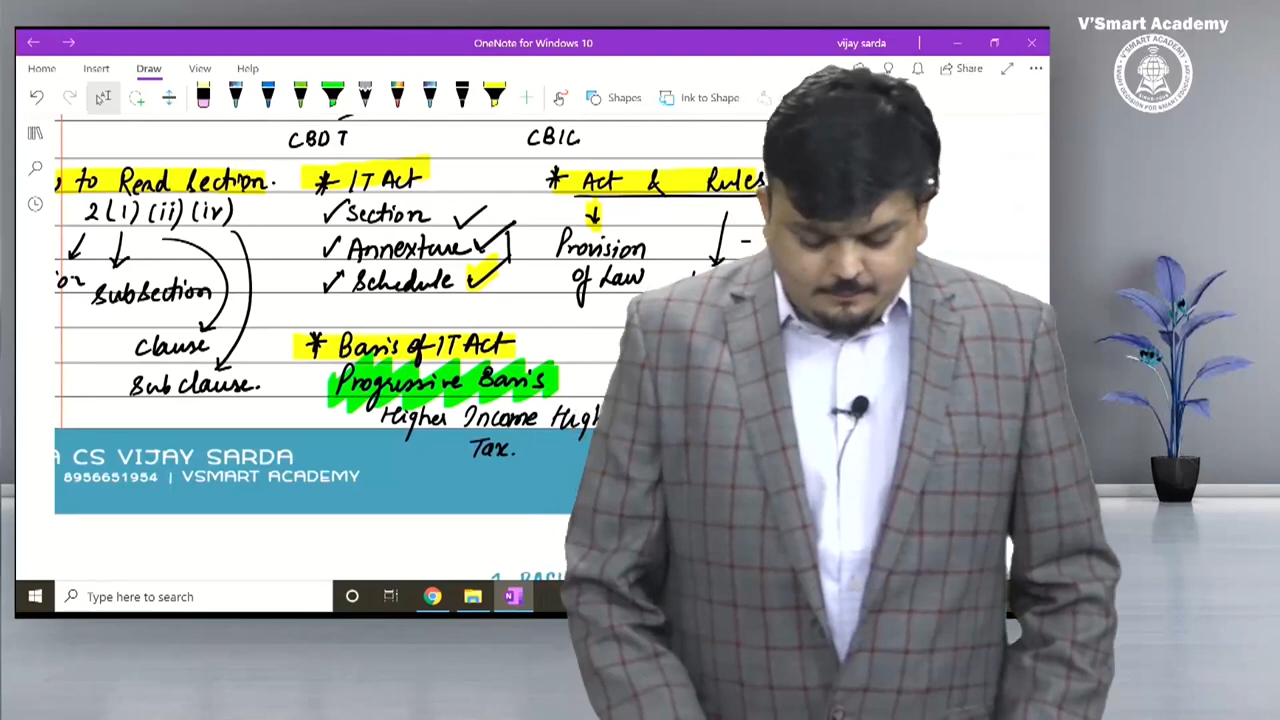 V'Smart Academy
OneNote for Windows 10
vijay sarda
Home Insert Draw View Help
Share
Shapes
Ink to Shape
CBDT
CBIC
to Read Section.
2(1)(ii)(iv)
Subsection
Clause
Sub clause.
* IT Act
✓ Section ✓
✓ Annexture ✓
✓ Schedule ✓
* Basis of IT Act
Progressive Basis
Higher Income High
Tax.
* Act & Rules
Provision
of Law
A CS VIJAY SARDA
8956651954 | VSMART ACADEMY
Type here to search